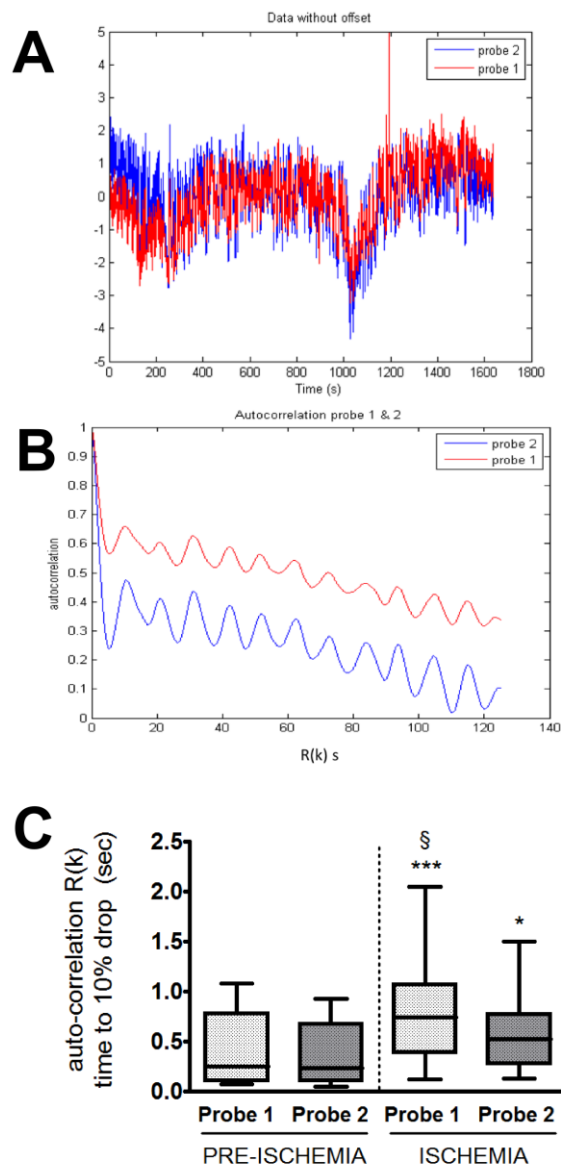 A
Data without offset
probe 2
probe 1
5
4
3
2
1
0
-1
-2
-3
-4
-5
0 200 400 600 800 1000 1200 1400 1600 1800
Time (s)
B
Autocorrelation probe 1 & 2
probe 2
probe 1
autocorrelation
1
0.9
0.8
0.7
0.6
0.5
0.4
0.3
0.2
0.1
0
0 20 40 60 80 100 120 140
R(k) s
C
auto-correlation R(k)
time to 10% drop (sec)
2.5
2.0
1.5
1.0
0.5
0.0
§
***
*
Probe 1 Probe 2 Probe 1 Probe 2
PRE-ISCHEMIA ISCHEMIA